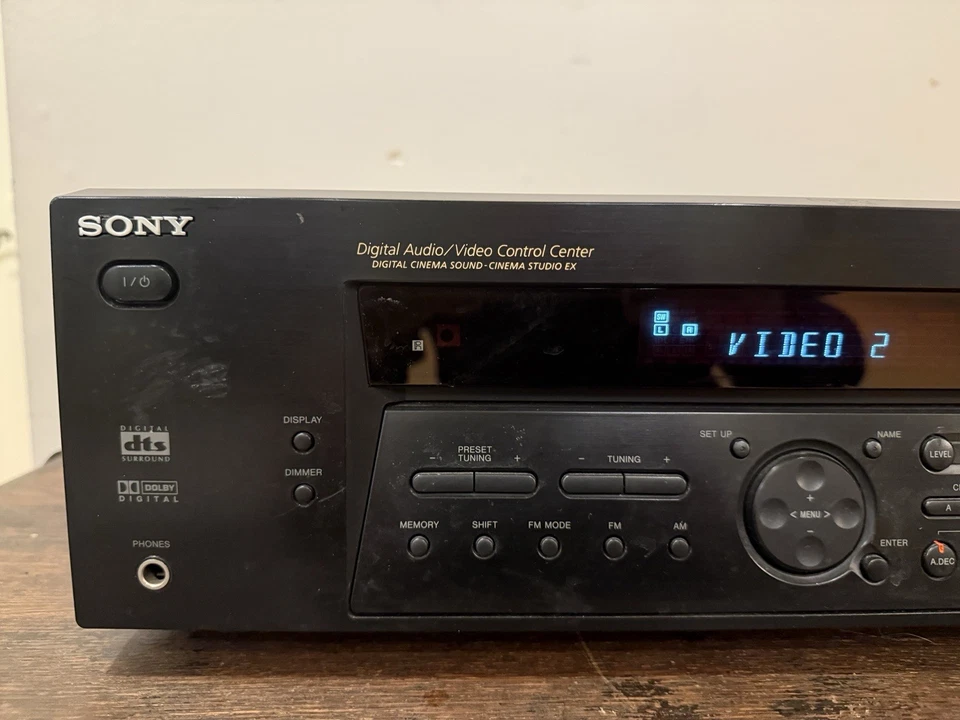 SONY
Digital Audio/Video Control Center
DIGITAL CINEMA SOUND-CINEMA STUDIO EX
I/⏻
SW
L R
VIDEO 2
R
DIGITAL
dts
SURROUND
DOLBY
DIGITAL
PHONES
DISPLAY
DIMMER
PRESET
- TUNING +
- TUNING +
MEMORY SHIFT FM MODE FM AM
SET UP
NAME
+
< MENU >
-
ENTER
LEVEL
A
A.DEC